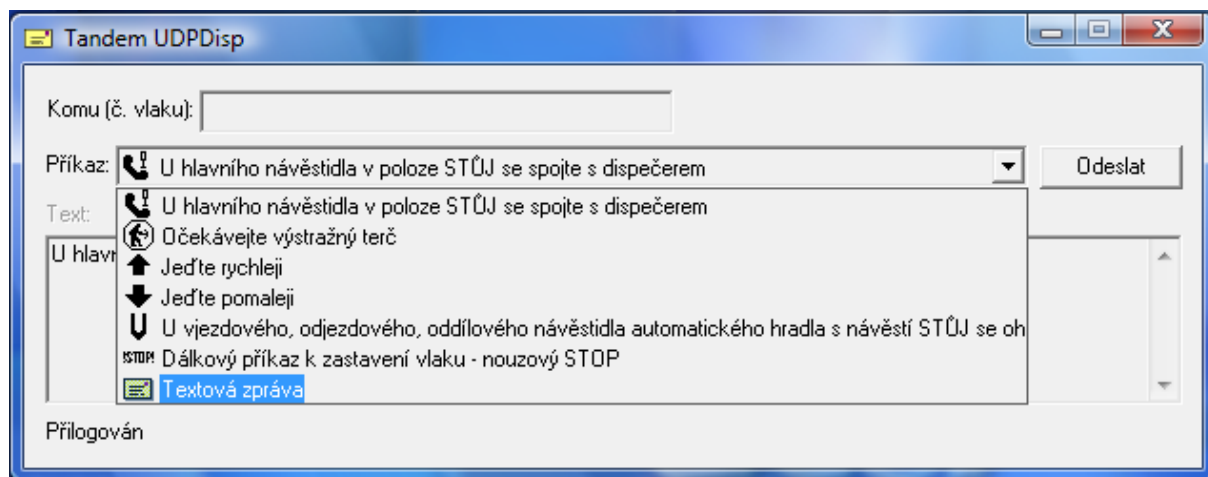 Tandem UDPDisp
Komu (č. vlaku):
Příkaz: U hlavního návěstidla v poloze STŮJ se spojte s dispečerem Odeslat
Text: U hlavního návěstidla v poloze STŮJ se spojte s dispečerem
Očekávejte výstražný terč
U hlavn
Jeďte rychleji
Jeďte pomaleji
U vjezdového, odjezdového, oddílového návěstidla automatického hradla s návěstí STŮJ se oh
!STOP! Dálkový příkaz k zastavení vlaku - nouzový STOP
Textová zpráva
Přilogován